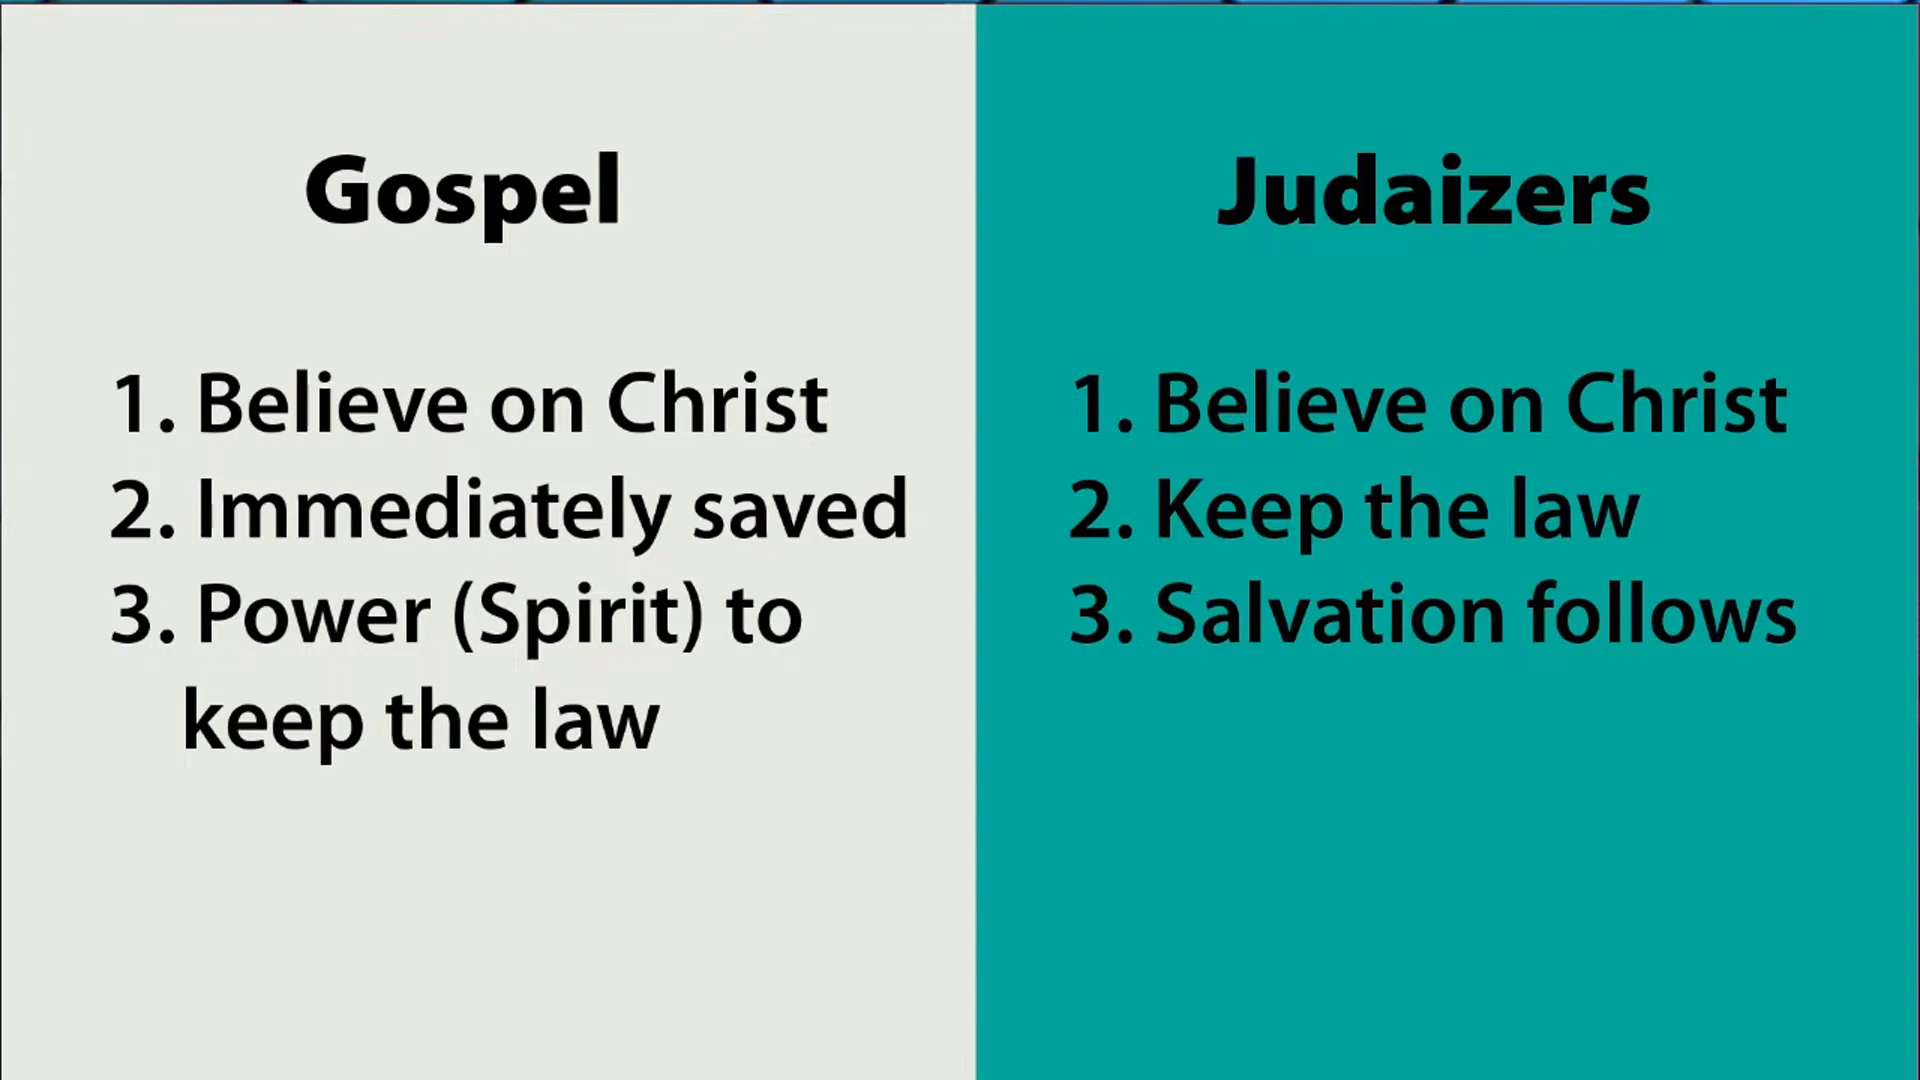 Gospel
1. Believe on Christ
2. Immediately saved
3. Power (Spirit) to
keep the law
Judaizers
1. Believe on Christ
2. Keep the law
3. Salvation follows